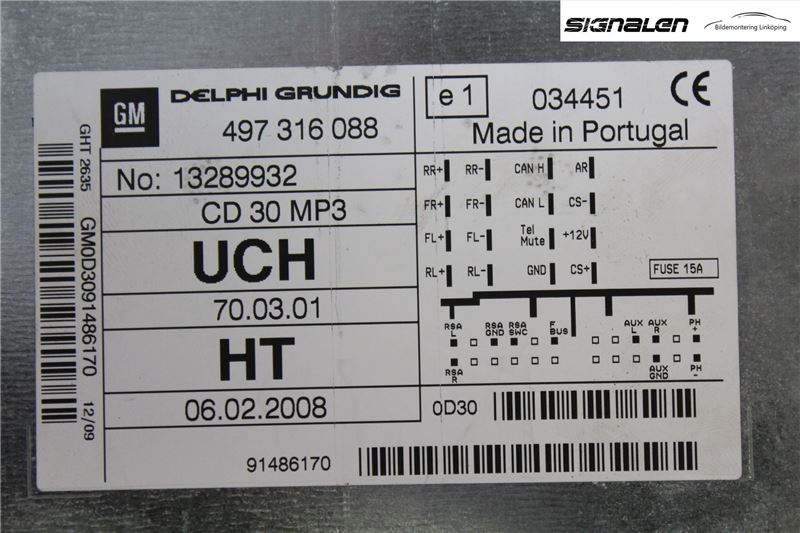 SIGNALEN
Bildemontering Linköping
GM
DELPHI GRUNDIG
497 316 088
e 1
034451
CE
Made in Portugal
No: 13289932
CD 30 MP3
UCH
70.03.01
HT
06.02.2008
GHT 2635
GM0D3091486170
12/09
RR+ RR- CAN H AR
FR+ FR- CAN L CS-
FL+ FL- Tel Mute +12V
RL+ RL- GND CS+
FUSE 15A
RSA L
RSA GND
RSA SWC
F BUS
AUX L
AUX R
PH +
RSA R
AUX GND
PH -
0D30
91486170